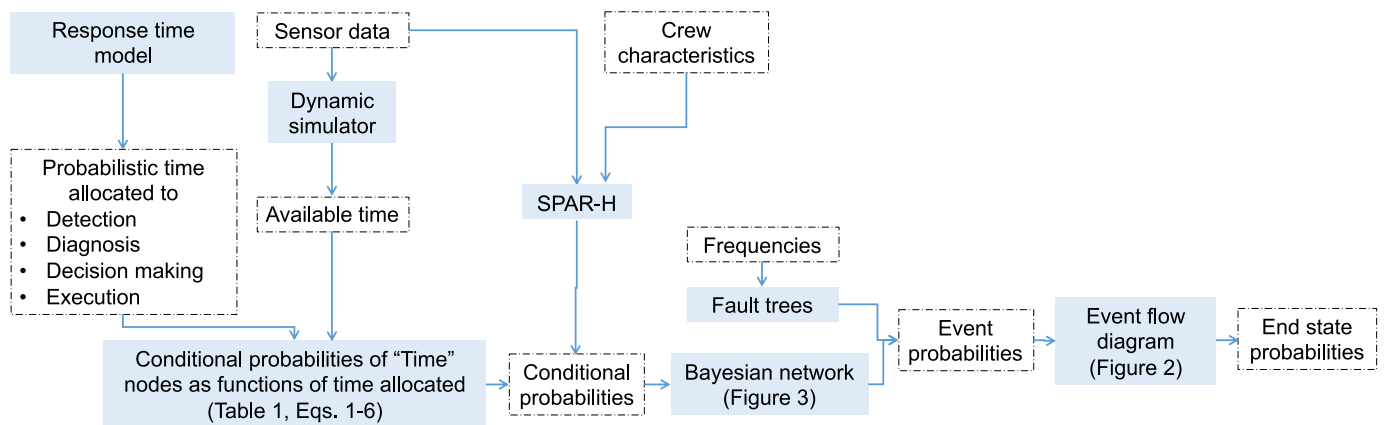 Response time
model
Sensor data
Crew
characteristics
Dynamic
simulator
Probabilistic time
allocated to
• Detection
• Diagnosis
• Decision making
• Execution
Available time
SPAR-H
Frequencies
Fault trees
Conditional probabilities of “Time”
nodes as functions of time allocated
(Table 1, Eqs. 1-6)
Conditional
probabilities
Bayesian network
(Figure 3)
Event
probabilities
Event flow
diagram
(Figure 2)
End state
probabilities